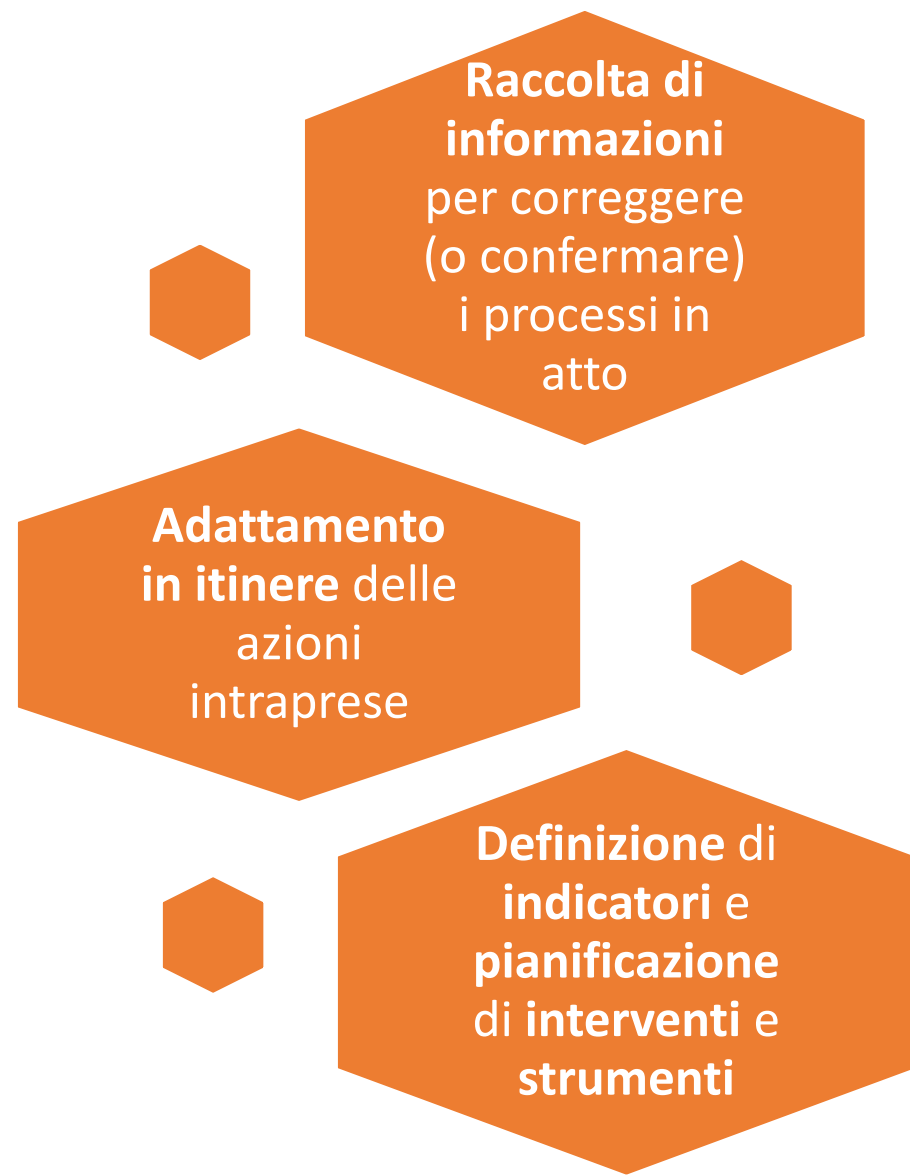 Raccolta di
informazioni
per correggere
(o confermare)
i processi in
atto
Adattamento
in itinere delle
azioni
intraprese
Definizione di
indicatori e
pianificazione
di interventi e
strumenti